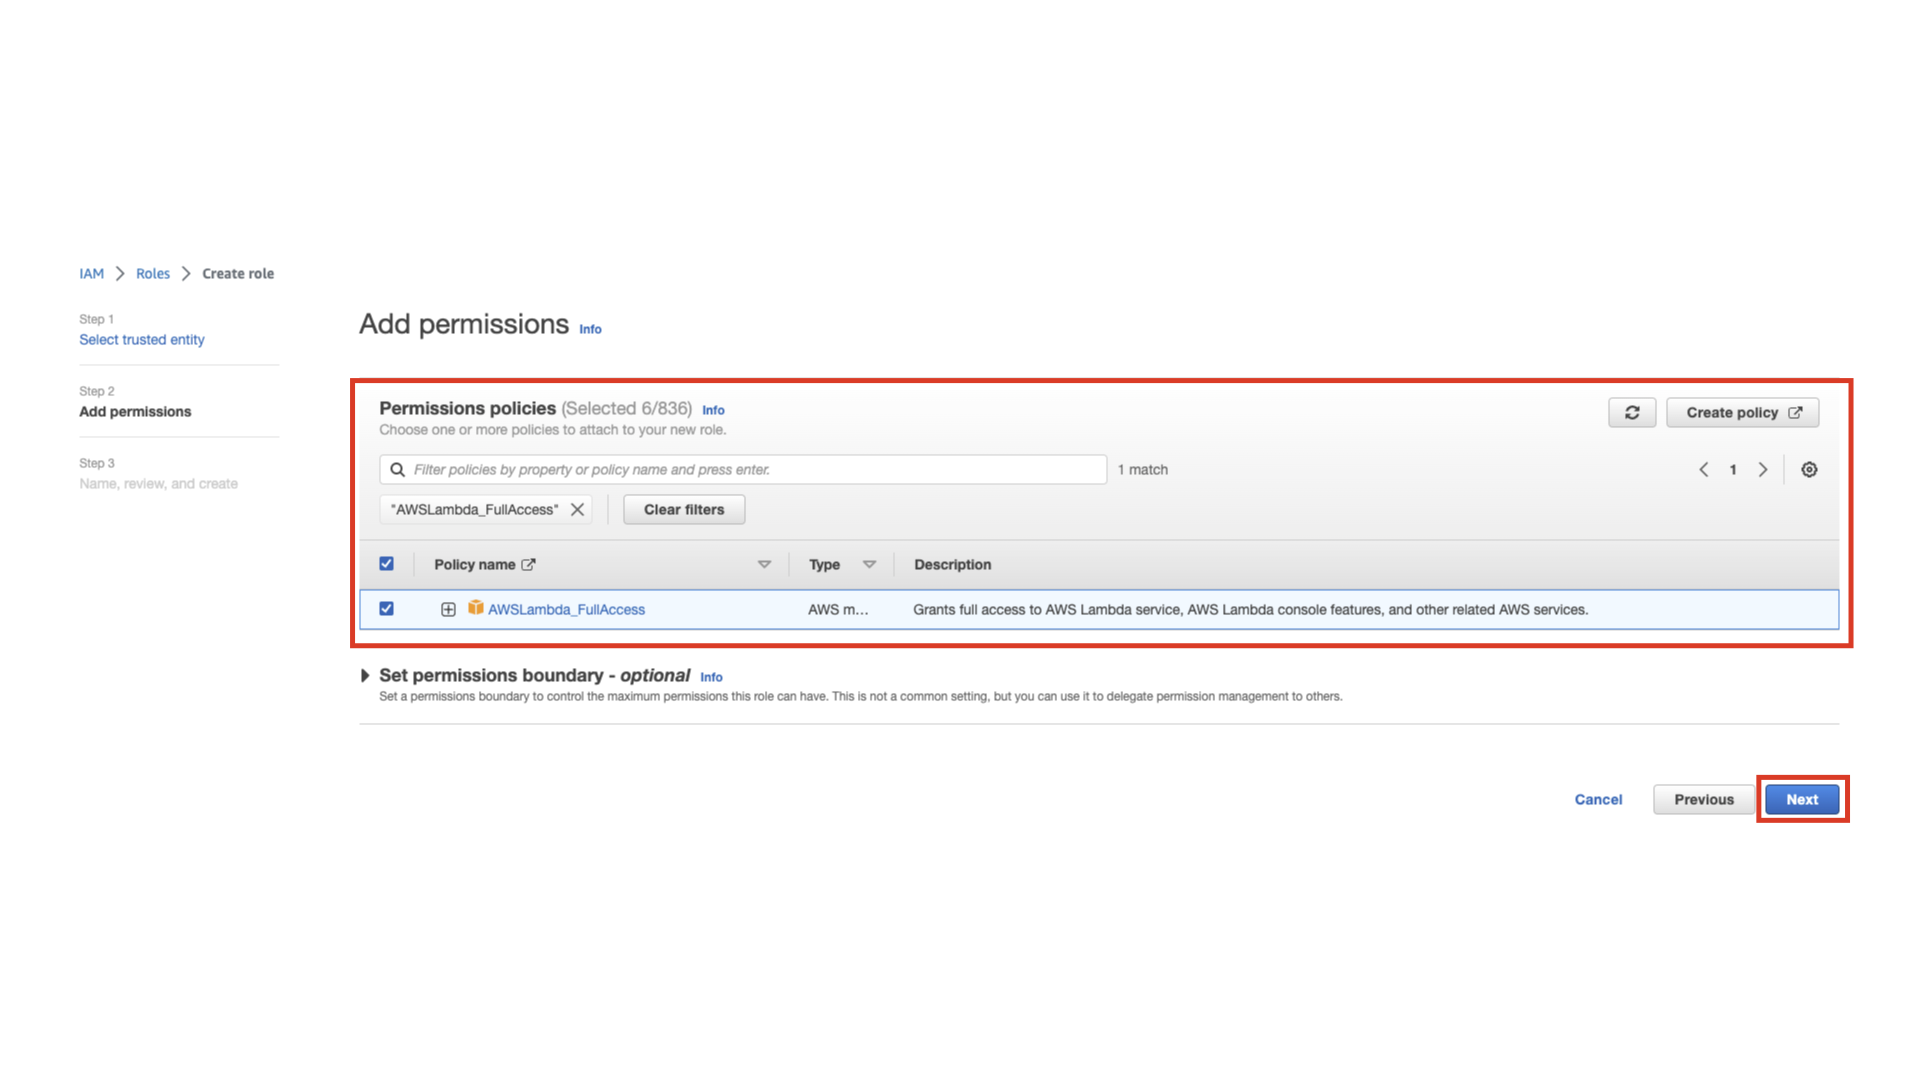 IAM > Roles > Create role
Step 1
Select trusted entity
Step 2
Add permissions
Step 3
Name, review, and create
Add permissions Info
Permissions policies (Selected 6/836) Info
Choose one or more policies to attach to your new role.
Create policy
Filter policies by property or policy name and press enter.
1 match
1
"AWSLambda_FullAccess"
Clear filters
Policy name Type Description
AWSLambda_FullAccess AWS m... Grants full access to AWS Lambda service, AWS Lambda console features, and other related AWS services.
Set permissions boundary - optional Info
Set a permissions boundary to control the maximum permissions this role can have. This is not a common setting, but you can use it to delegate permission management to others.
Cancel Previous Next